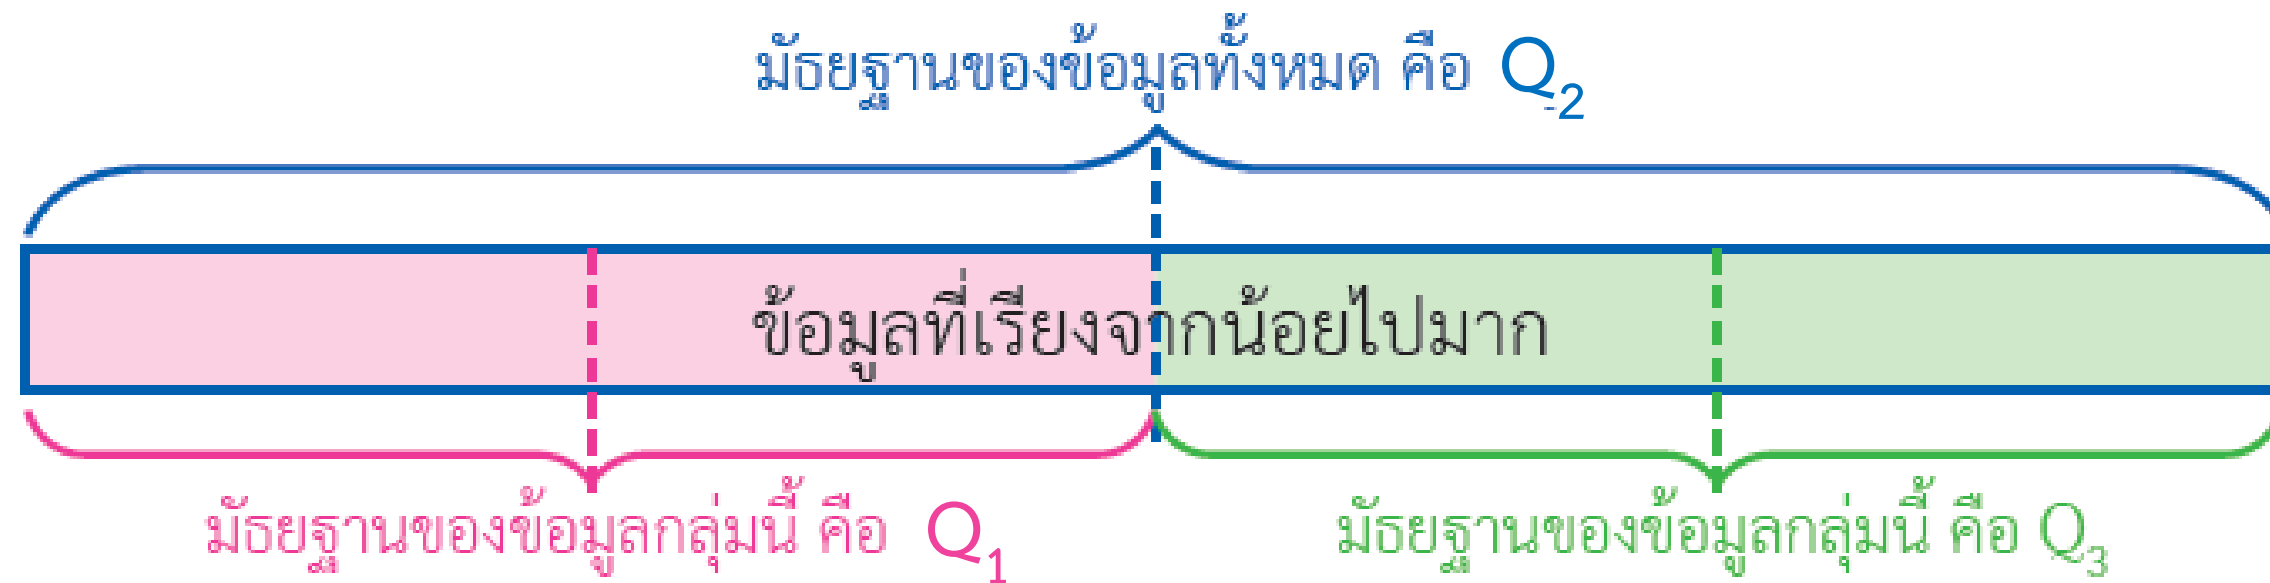 มัธยฐานของข้อมูลทั้งหมด คือ Q₂
ข้อมูลที่เรียงจากน้อยไปมาก
มัธยฐานของข้อมูลกลุ่มนี้ คือ Q₁
มัธยฐานของข้อมูลกลุ่มนี้ คือ Q₃